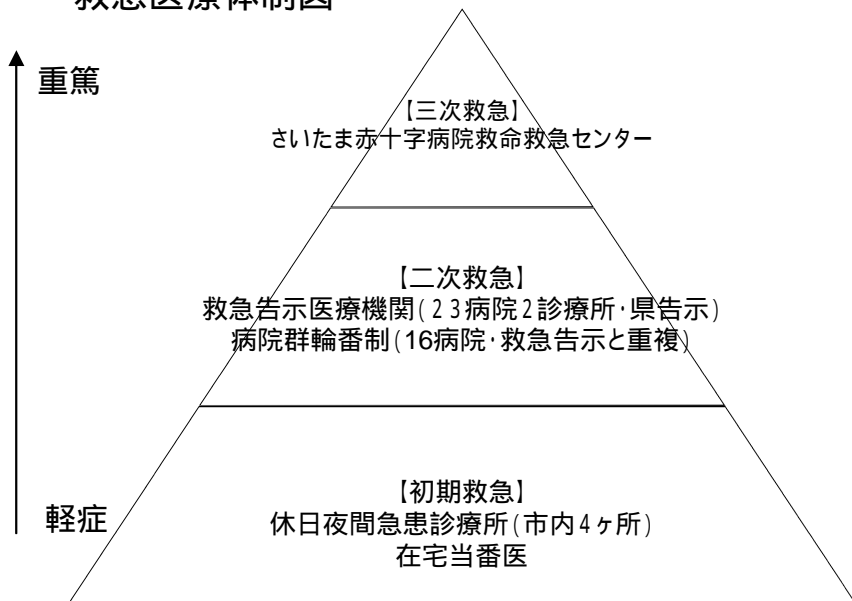 救急医療体制図
重篤
【三次救急】
さいたま赤十字病院救命救急センター
【二次救急】
救急告示医療機関(23病院2診療所・県告示)
病院群輪番制(16病院・救急告示と重複)
【初期救急】
軽症
休日夜間急患診療所(市内4ヶ所)
在宅当番医